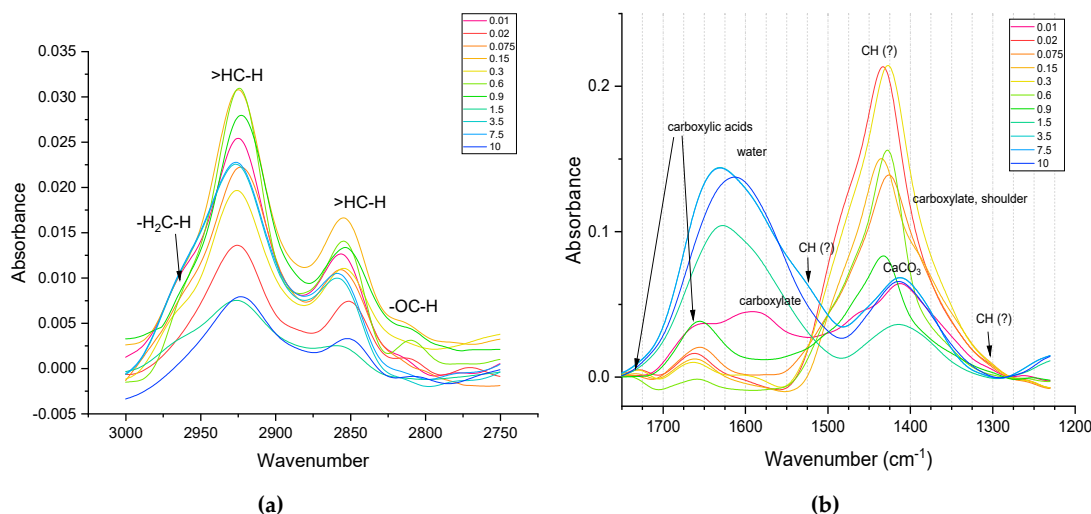 0.035
0.030
0.025
0.020
0.015
0.010
0.005
0.000
-0.005
Absorbance
3000 2950 2900 2850 2800 2750
Wavenumber
>HC-H
>HC-H
-H₂C-H
-OC-H
0.01
0.02
0.075
0.15
0.3
0.6
0.9
1.5
3.5
7.5
10
(a)
0.2
0.1
0.0
Absorbance
1700 1600 1500 1400 1300 1200
Wavenumber (cm⁻¹)
CH (?)
carboxylic acids
water
carboxylate, shoulder
CH (?)
CaCO₃
carboxylate
CH (?)
0.01
0.02
0.075
0.15
0.3
0.6
0.9
1.5
3.5
7.5
10
(b)